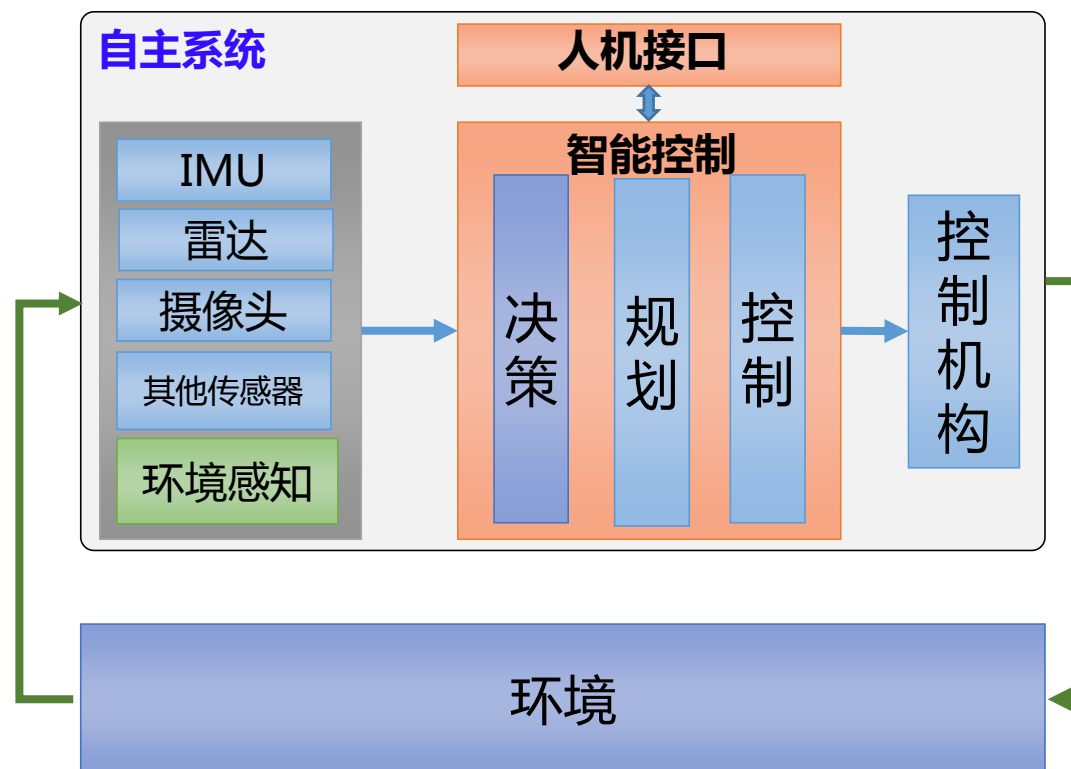 自主系统
人机接口
IMU
雷达
摄像头
其他传感器
环境感知
智能控制
决策
规划
控制
控制机构
环境